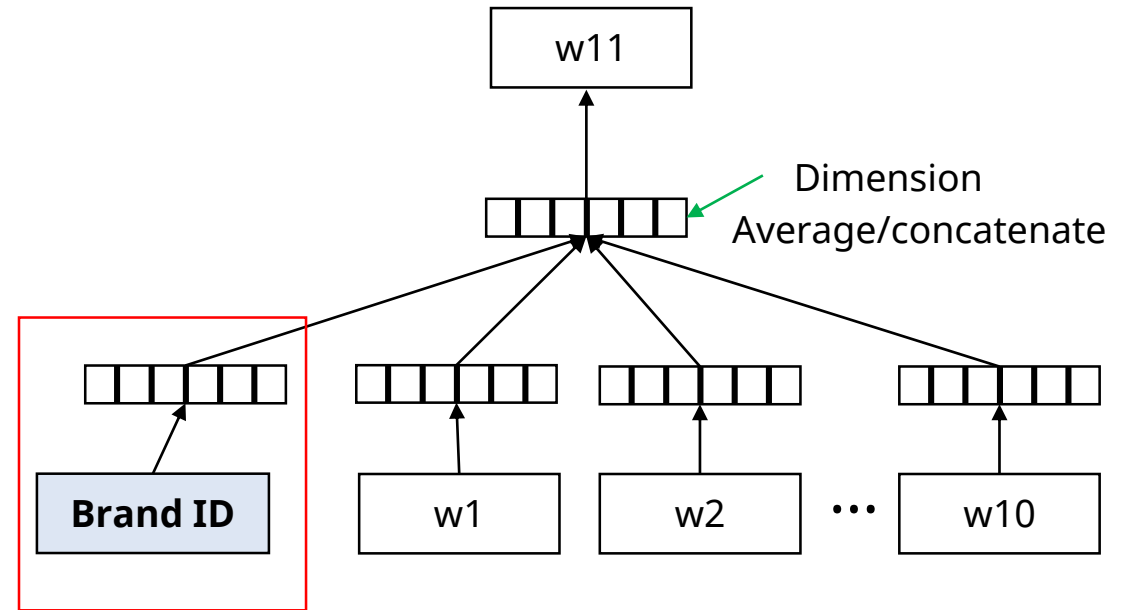 w11
Dimension
Average/concatenate
Brand ID
w1
w2
...
w10